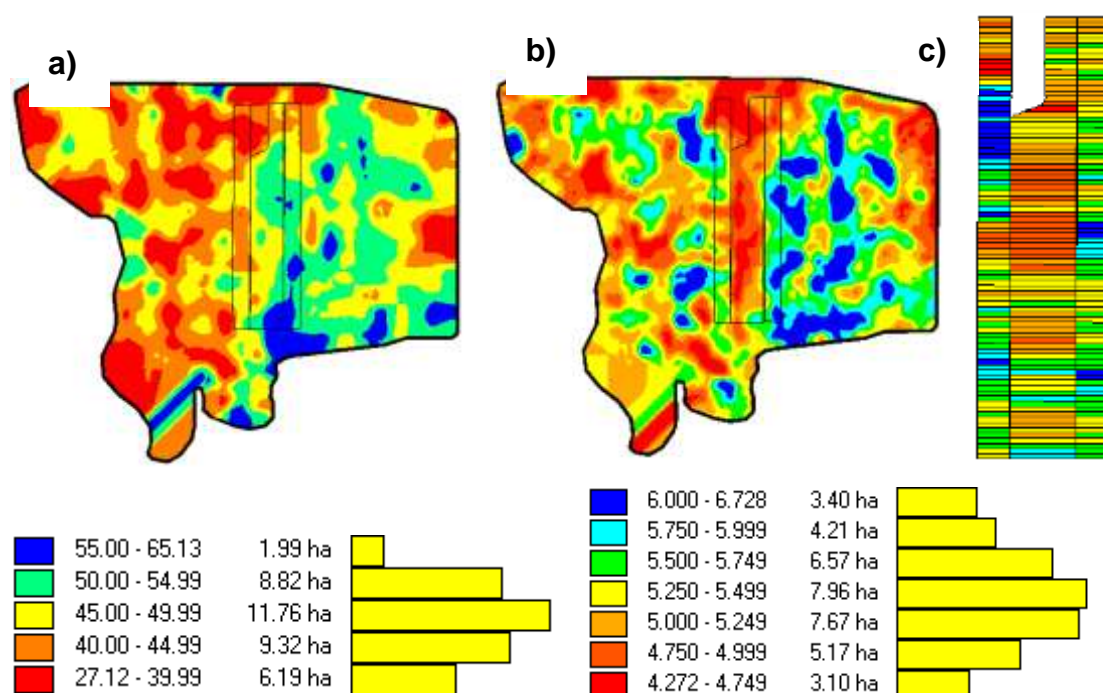 a)
b)
c)
55.00 - 65.13 1.99 ha
50.00 - 54.99 8.82 ha
45.00 - 49.99 11.76 ha
40.00 - 44.99 9.32 ha
27.12 - 39.99 6.19 ha
6.000 - 6.728 3.40 ha
5.750 - 5.999 4.21 ha
5.500 - 5.749 6.57 ha
5.250 - 5.499 7.96 ha
5.000 - 5.249 7.67 ha
4.750 - 4.999 5.17 ha
4.272 - 4.749 3.10 ha